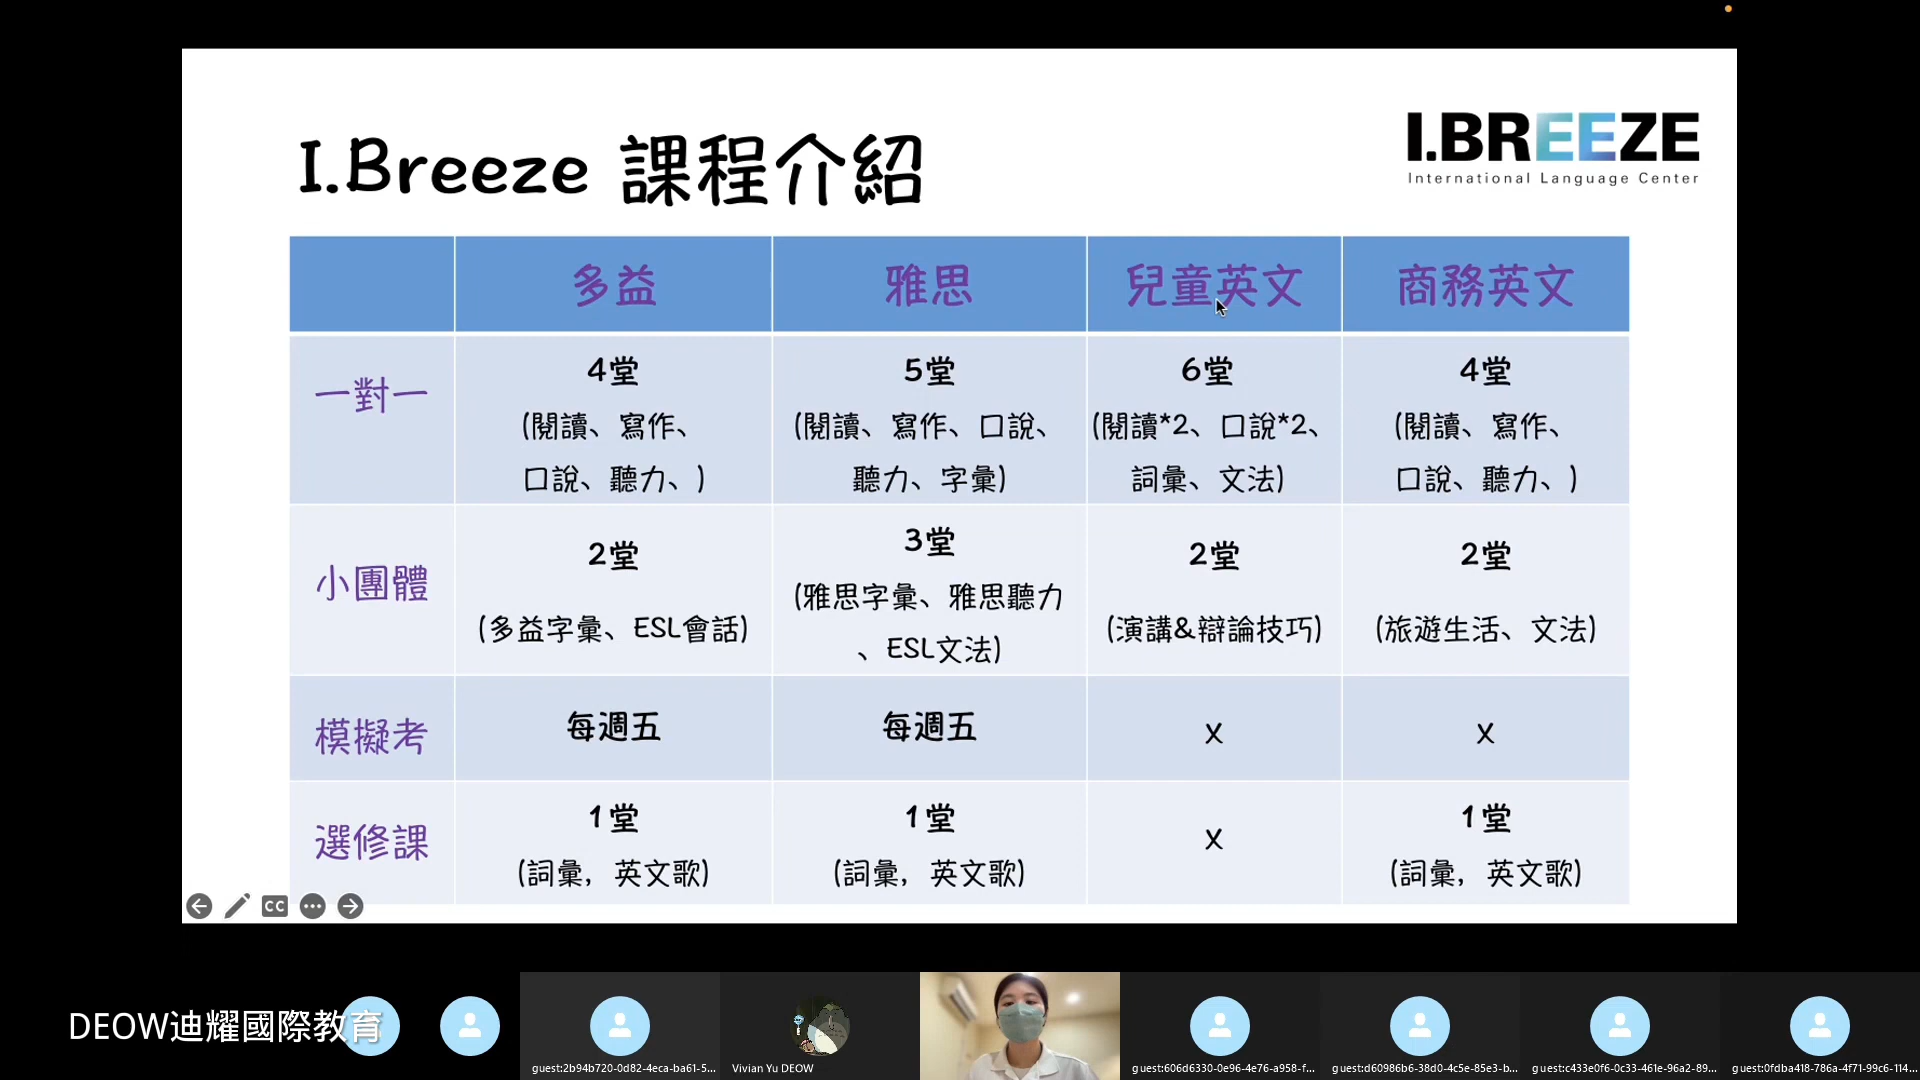 I.Breeze 課程介紹
I.BREEZE
International Language Center
多益
雅思
兒童英文
商務英文
一對一
4堂
(閱讀、寫作、
口說、聽力、)
5堂
(閱讀、寫作、口說、
聽力、字彙)
6堂
(閱讀*2、口說*2、
詞彙、文法)
4堂
(閱讀、寫作、
口說、聽力、)
小團體
2堂
(多益字彙、ESL會話)
3堂
(雅思字彙、雅思聽力
、ESL文法)
2堂
(演講&辯論技巧)
2堂
(旅遊生活、文法)
模擬考
每週五
每週五
X
X
選修課
1堂
(詞彙, 英文歌)
1堂
(詞彙, 英文歌)
X
1堂
(詞彙, 英文歌)
CC
DEOW迪耀國際教育
guest:2b94b720-0d82-4eca-ba61-5...
Vivian Yu DEOW
guest:606d6330-0e96-4e76-a958-f...
guest:d60986b6-38d0-4c5e-85e3-b...
guest:c433e0f6-0c33-461e-96a2-89...
guest:0fdba418-786a-4f71-99c6-114...